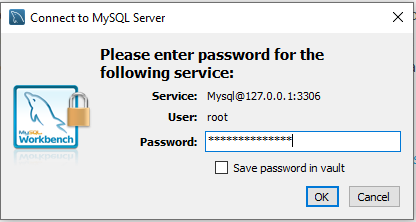 Connect to MySQL Server
Please enter password for the
following service:
Service: Mysql@127.0.0.1:3306
User: root
Password: **************
MySQL
Workbench
Save password in vault
OK Cancel